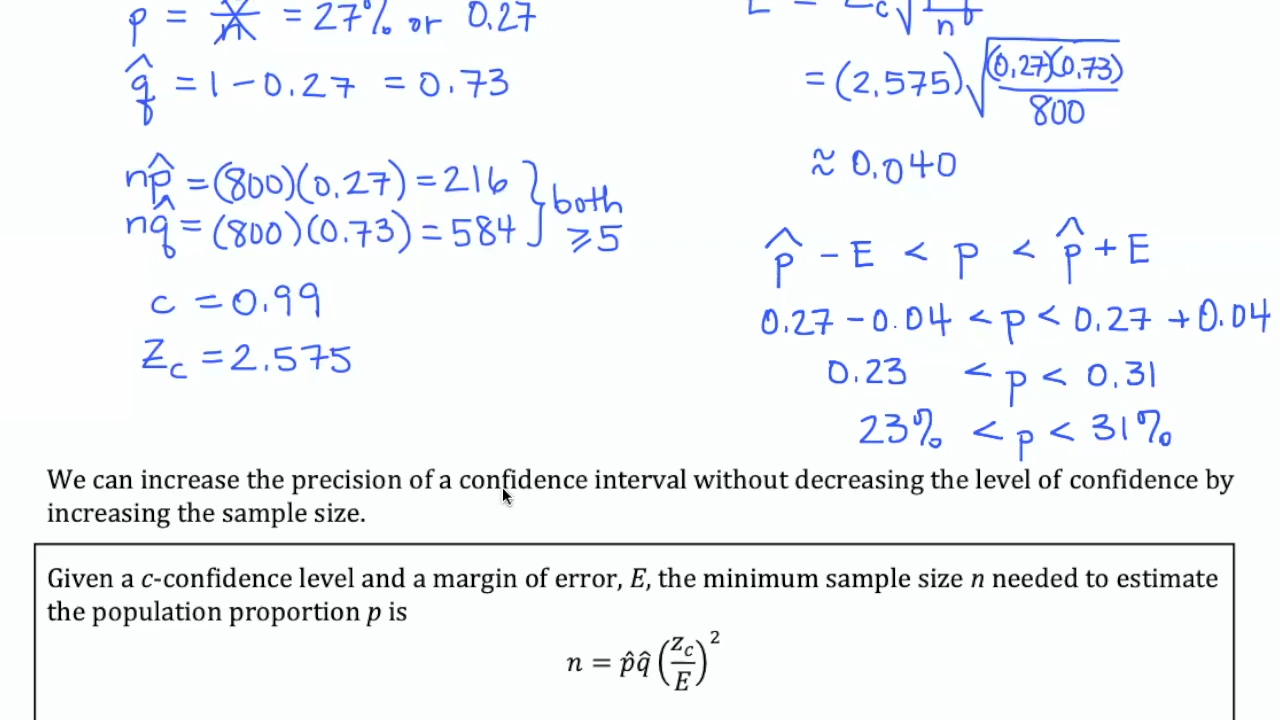 p = x̶/n̶ = 27% or 0.27
q̂ = 1 - 0.27 = 0.73
np̂ = (800)(0.27) = 216
nq̂ = (800)(0.73) = 584
both
≥5
c = 0.99
Zc = 2.575
= (2.575)√((0.27)(0.73)/800)
≈ 0.040
p̂ - E < p < p̂ + E
0.27 - 0.04 < p < 0.27 + 0.04
0.23 < p < 0.31
23% < p < 31%
We can increase the precision of a confidence interval without decreasing the level of confidence by
increasing the sample size.
Given a c-confidence level and a margin of error, E, the minimum sample size n needed to estimate
the population proportion p is
n = p̂q̂(zc/E)²